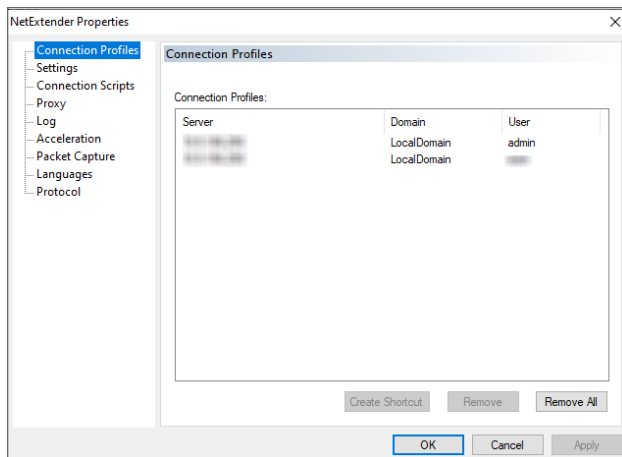 NetExtender Properties
Connection Profiles
Settings
Connection Scripts
Proxy
Log
Acceleration
Packet Capture
Languages
Protocol
Connection Profiles
Connection Profiles:
Server Domain User
LocalDomain admin
LocalDomain
Create Shortcut Remove Remove All
OK Cancel Apply